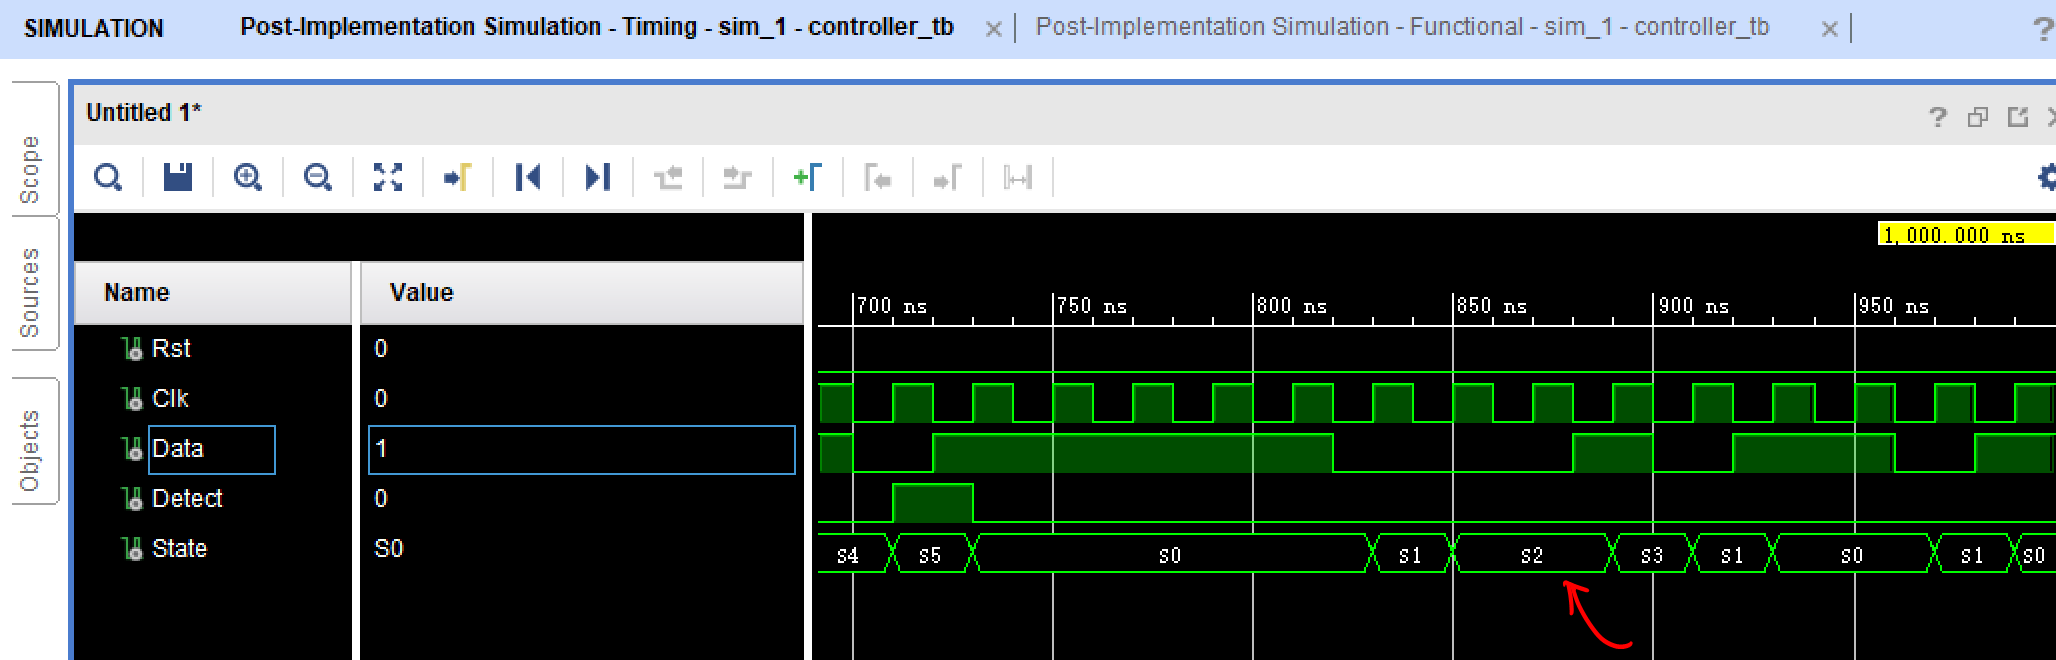 SIMULATION Post-Implementation Simulation - Timing - sim_1 - controller_tb × Post-Implementation Simulation - Functional - sim_1 - controller_tb × ?
Scope
Sources
Objects
Untitled 1* ?
1,000.000 ns
Name Value
700 ns 750 ns 800 ns 850 ns 900 ns 950 ns
Rst 0
Clk 0
Data 1
Detect 0
State S0 s4 s5 s0 s1 s2 s3 s1 s0 s1 s0